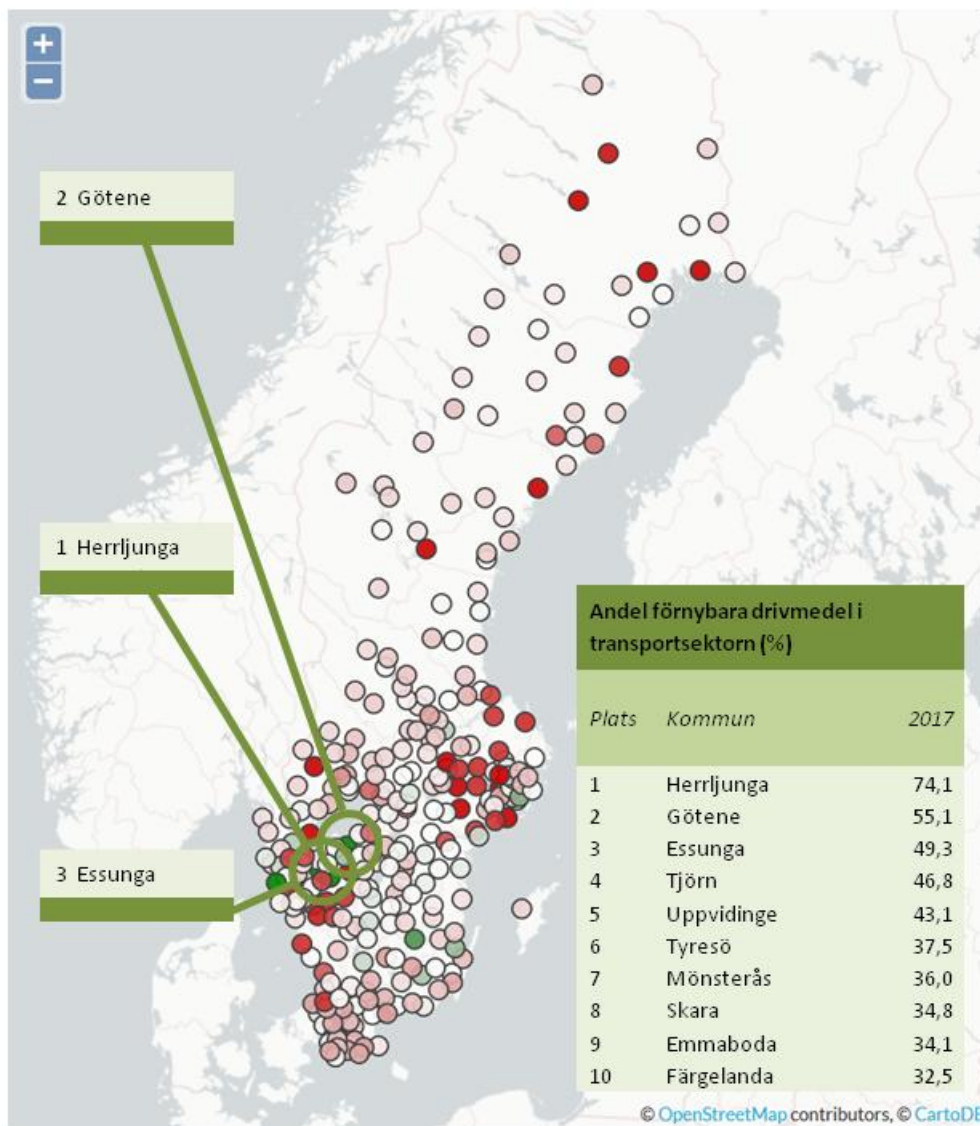 +
−
2 Götene
1 Herrljunga
3 Essunga
Andel förnybara drivmedel i
transportsektorn (%)
Plats Kommun 2017
1 Herrljunga 74,1
2 Götene 55,1
3 Essunga 49,3
4 Tjörn 46,8
5 Uppvidinge 43,1
6 Tyresö 37,5
7 Mönsterås 36,0
8 Skara 34,8
9 Emmaboda 34,1
10 Färgelanda 32,5
© OpenStreetMap contributors, © CartoDB